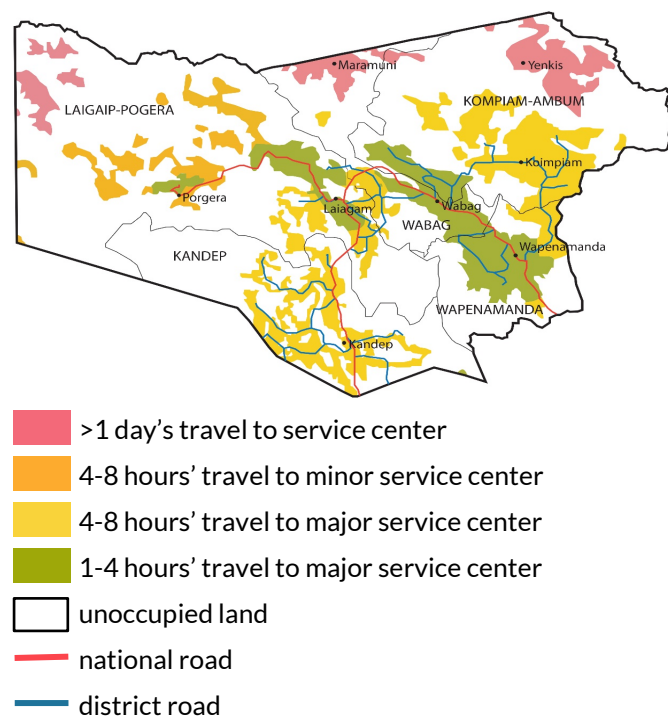 Maramuni
Yenkis
LAIGAIP-POGERA
KOMPIAM-AMBUM
Koimpiam
Porgera
Laiagam
Wabag
WABAG
KANDEP
Wapenamanda
WAPENAMANDA
Kandep
>1 day’s travel to service center
4-8 hours’ travel to minor service center
4-8 hours’ travel to major service center
1-4 hours’ travel to major service center
unoccupied land
national road
district road